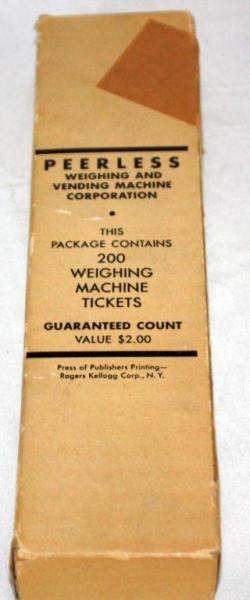 PEERLESS
WEIGHING AND
VENDING MACHINE
CORPORATION
•
THIS
PACKAGE CONTAINS
200
WEIGHING
MACHINE
TICKETS
GUARANTEED COUNT
VALUE $2.00
Press of Publishers Printing—
Rogers Kellogg Corp., N. Y.